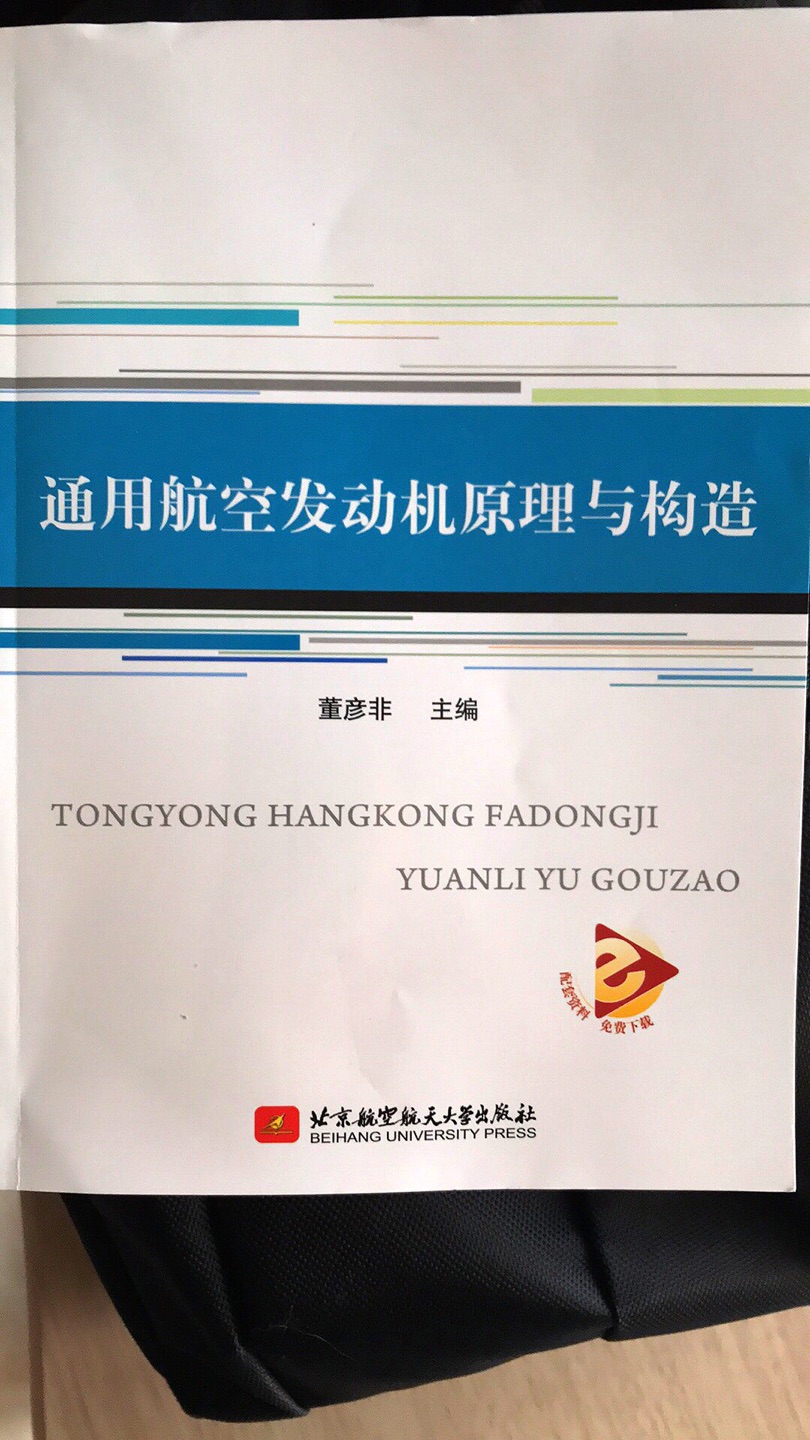 通用航空发动机原理与构造
董彦非 主编
TONGYONG HANGKONG FADONGJI
YUANLI YU GOUZAO
e
配套资料 免费下载
北京航空航天大学出版社
BEIHANG UNIVERSITY PRESS